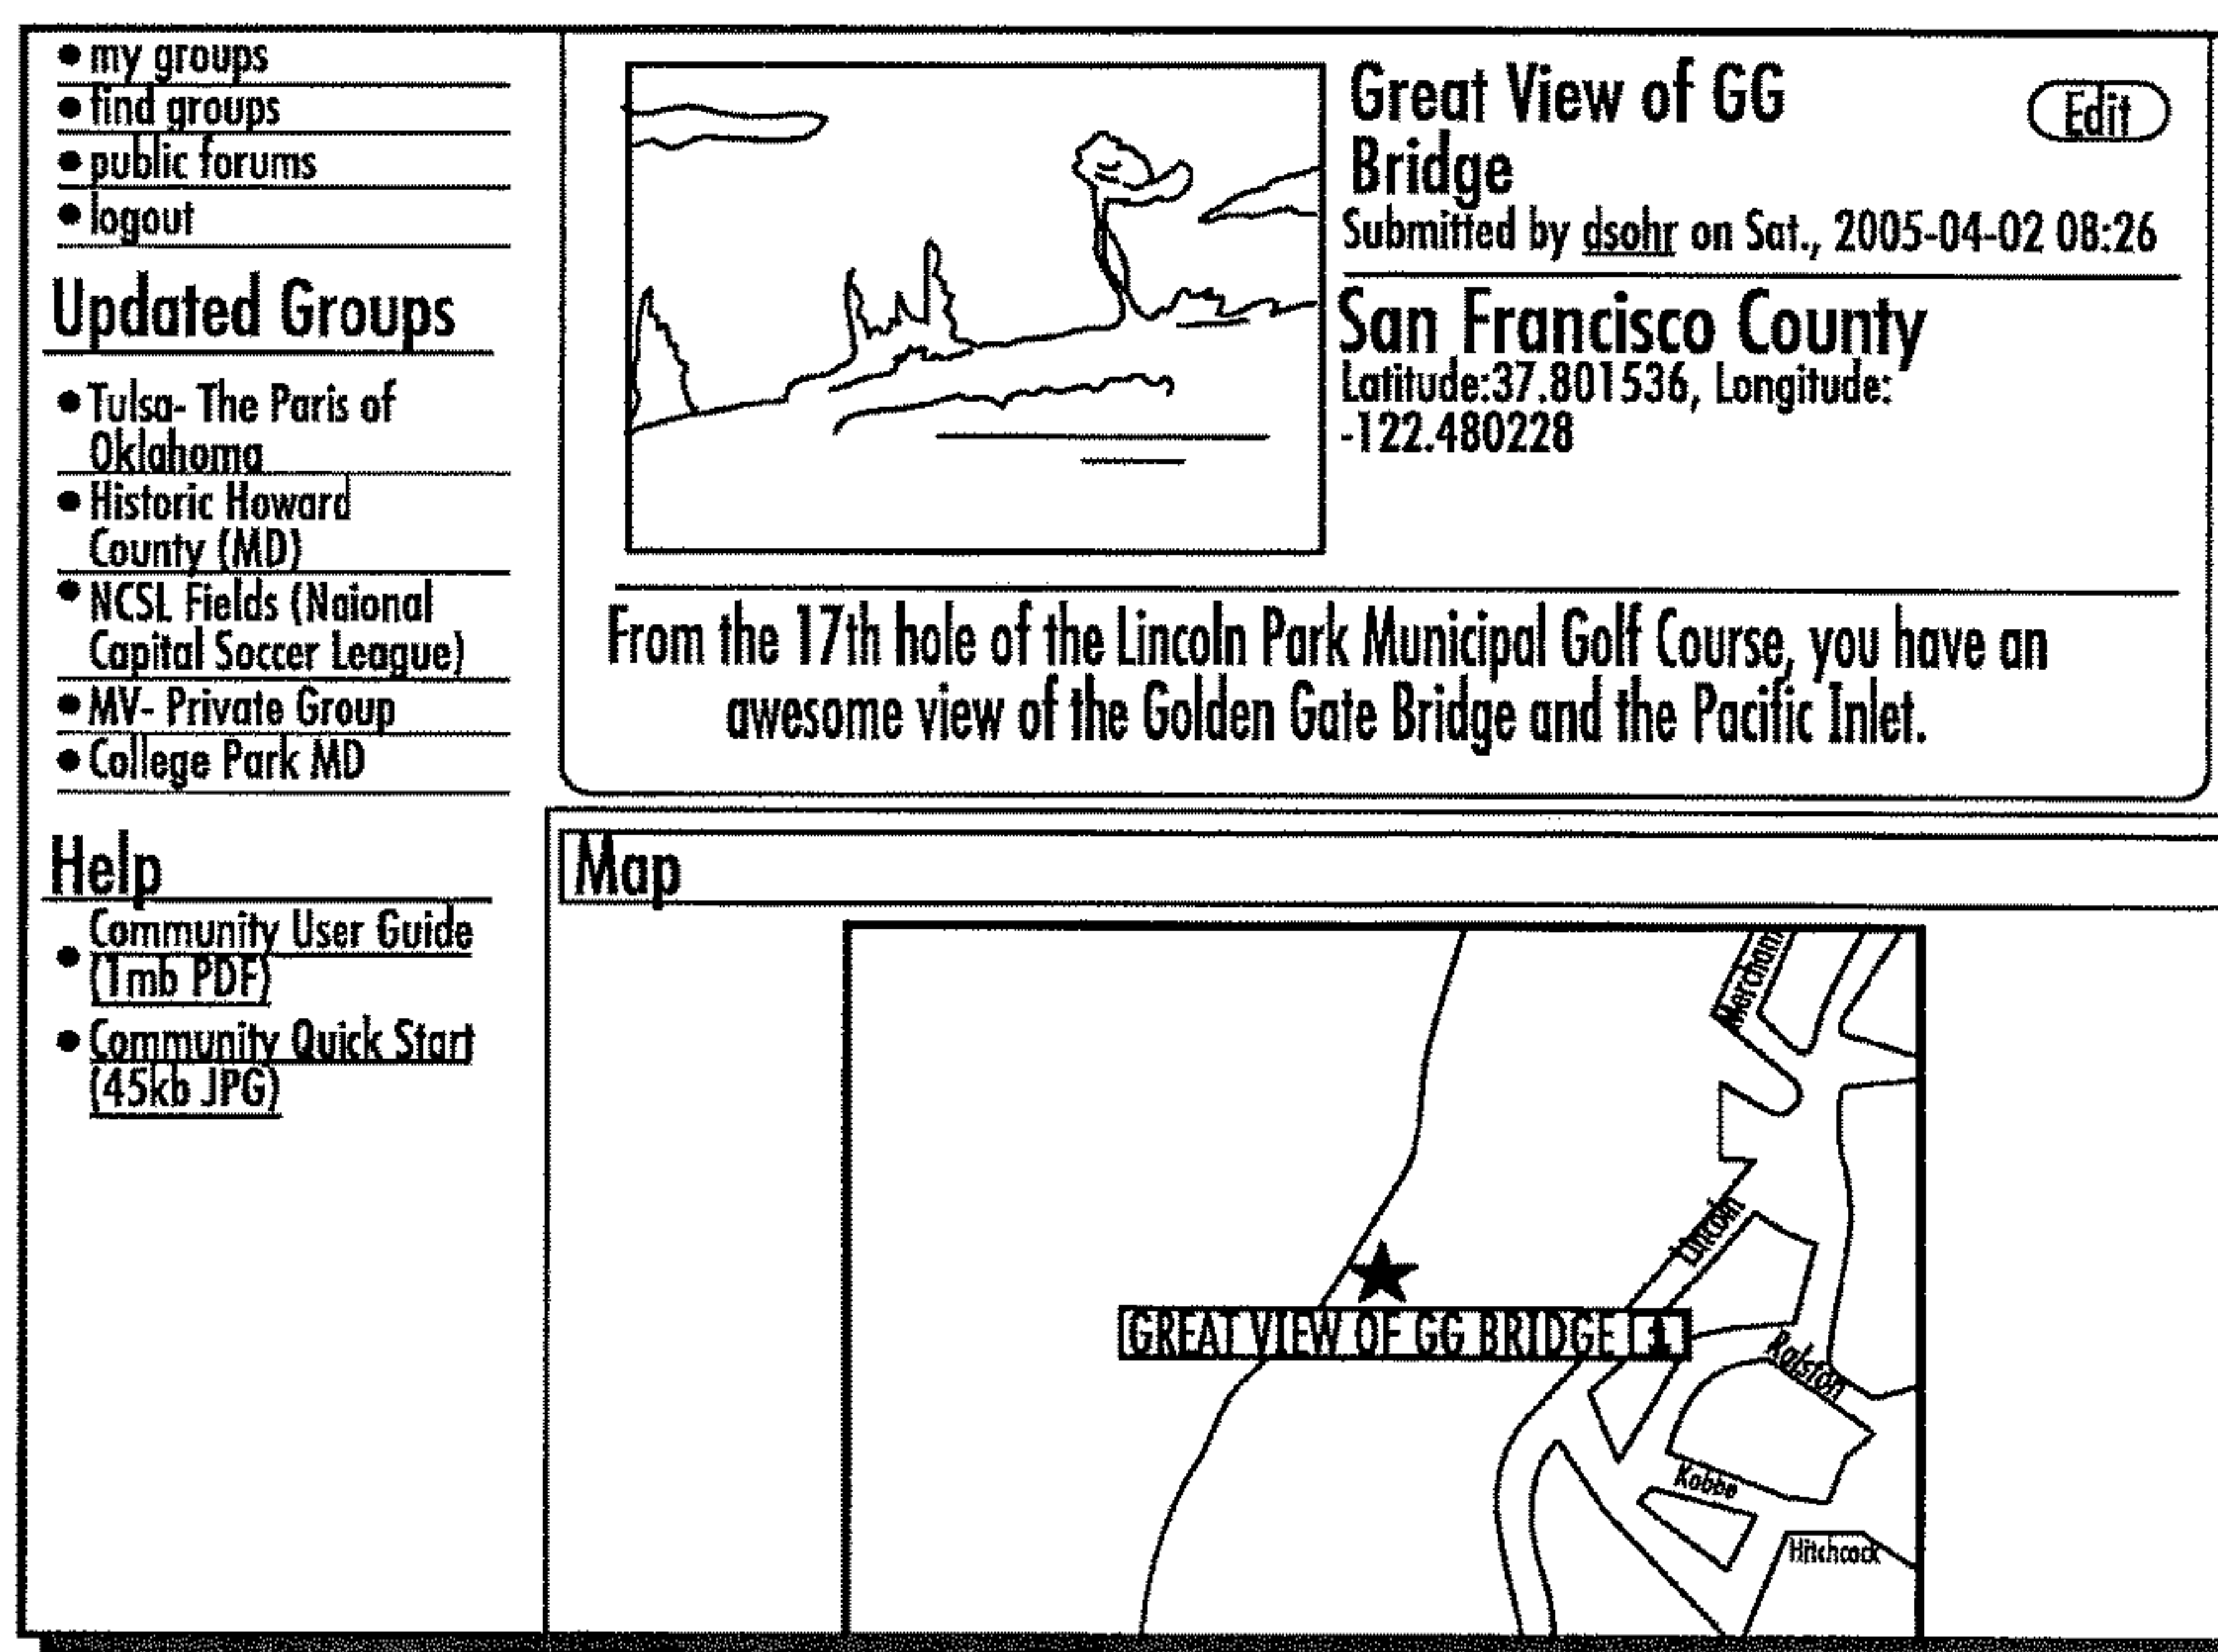 my groups
find groups
public forums
logout
Updated Groups
Tulsa- The Paris of
Oklahoma
Historic Howard
County (MD)
NCSL Fields (Naional
Capital Soccer League)
MV- Private Group
College Park MD
Help
Community User Guide
(1mb PDF)
Community Quick Start
(45kb JPG)
Great View of GG
Bridge
Edit
Submitted by dsohr on Sat., 2005-04-02 08:26
San Francisco County
Latitude:37.801536, Longitude:
-122.480228
From the 17th hole of the Lincoln Park Municipal Golf Course, you have an
awesome view of the Golden Gate Bridge and the Pacific Inlet.
Map
Merchant
Lincoln
GREAT VIEW OF GG BRIDGE 1
Ralston
Kobbe
Hitchcock